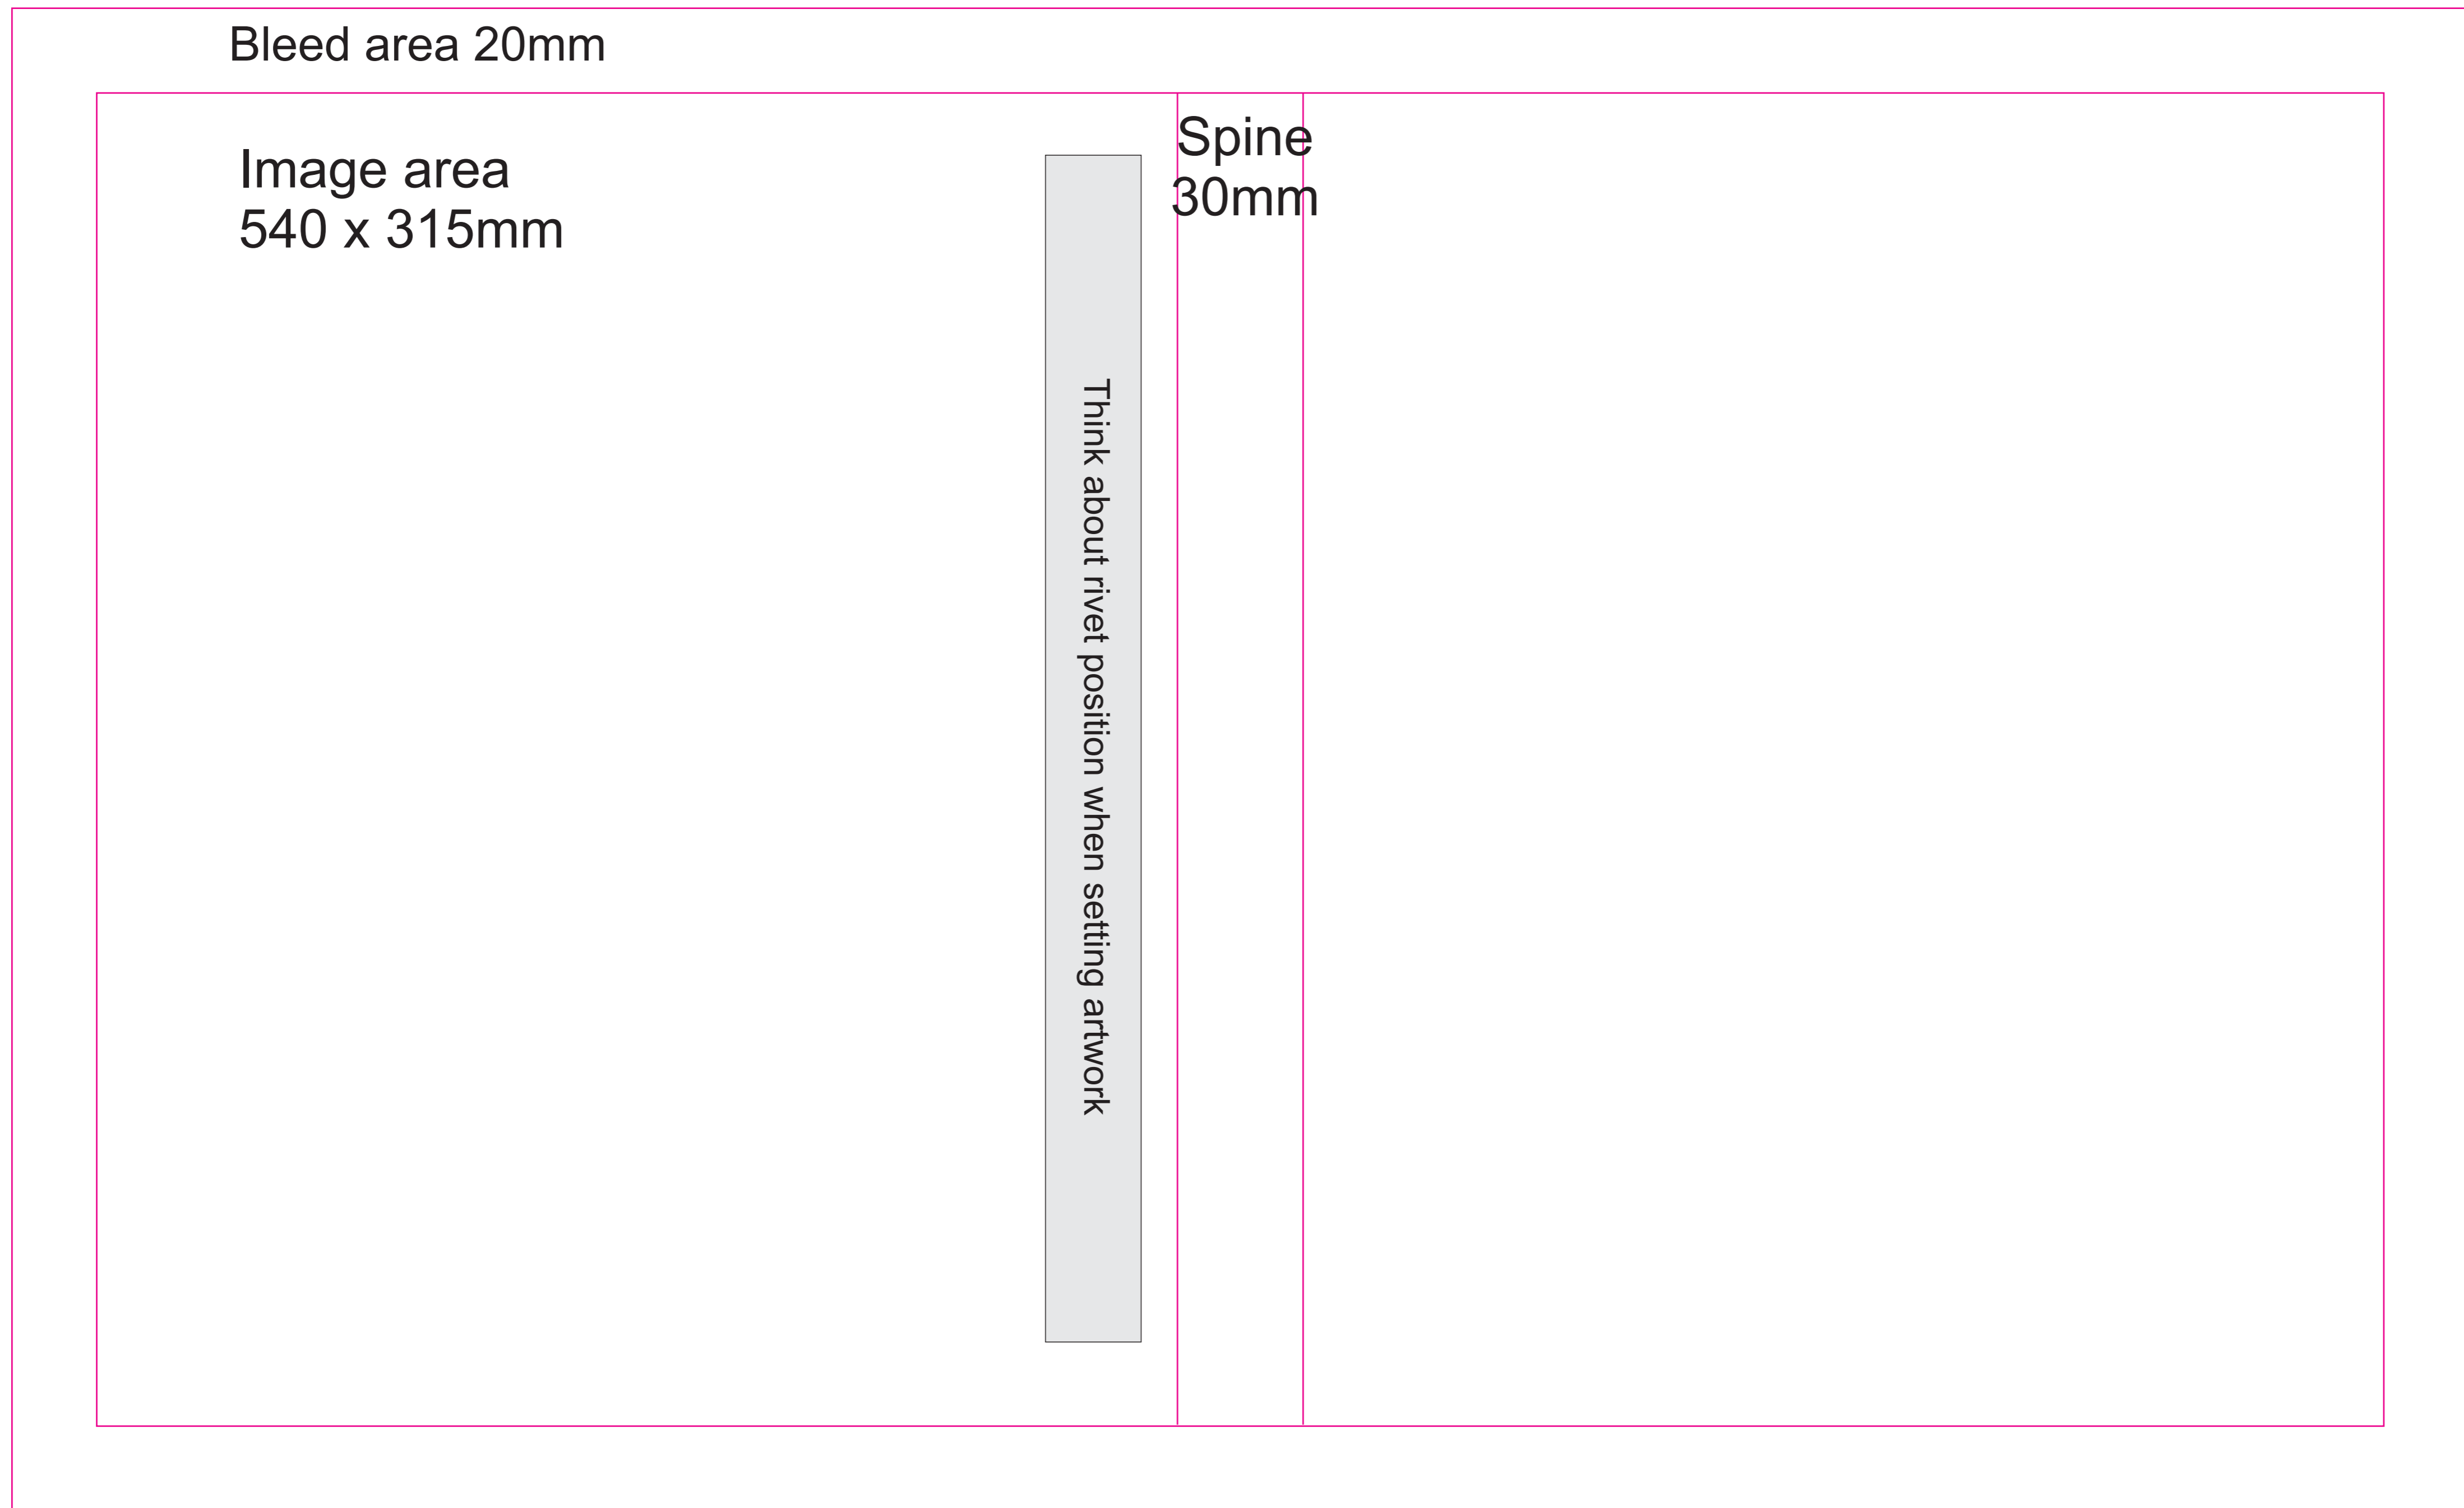 Bleed area 20mm
Image area
540 x 315mm
Spine
30mm
Think about rivet position when setting artwork